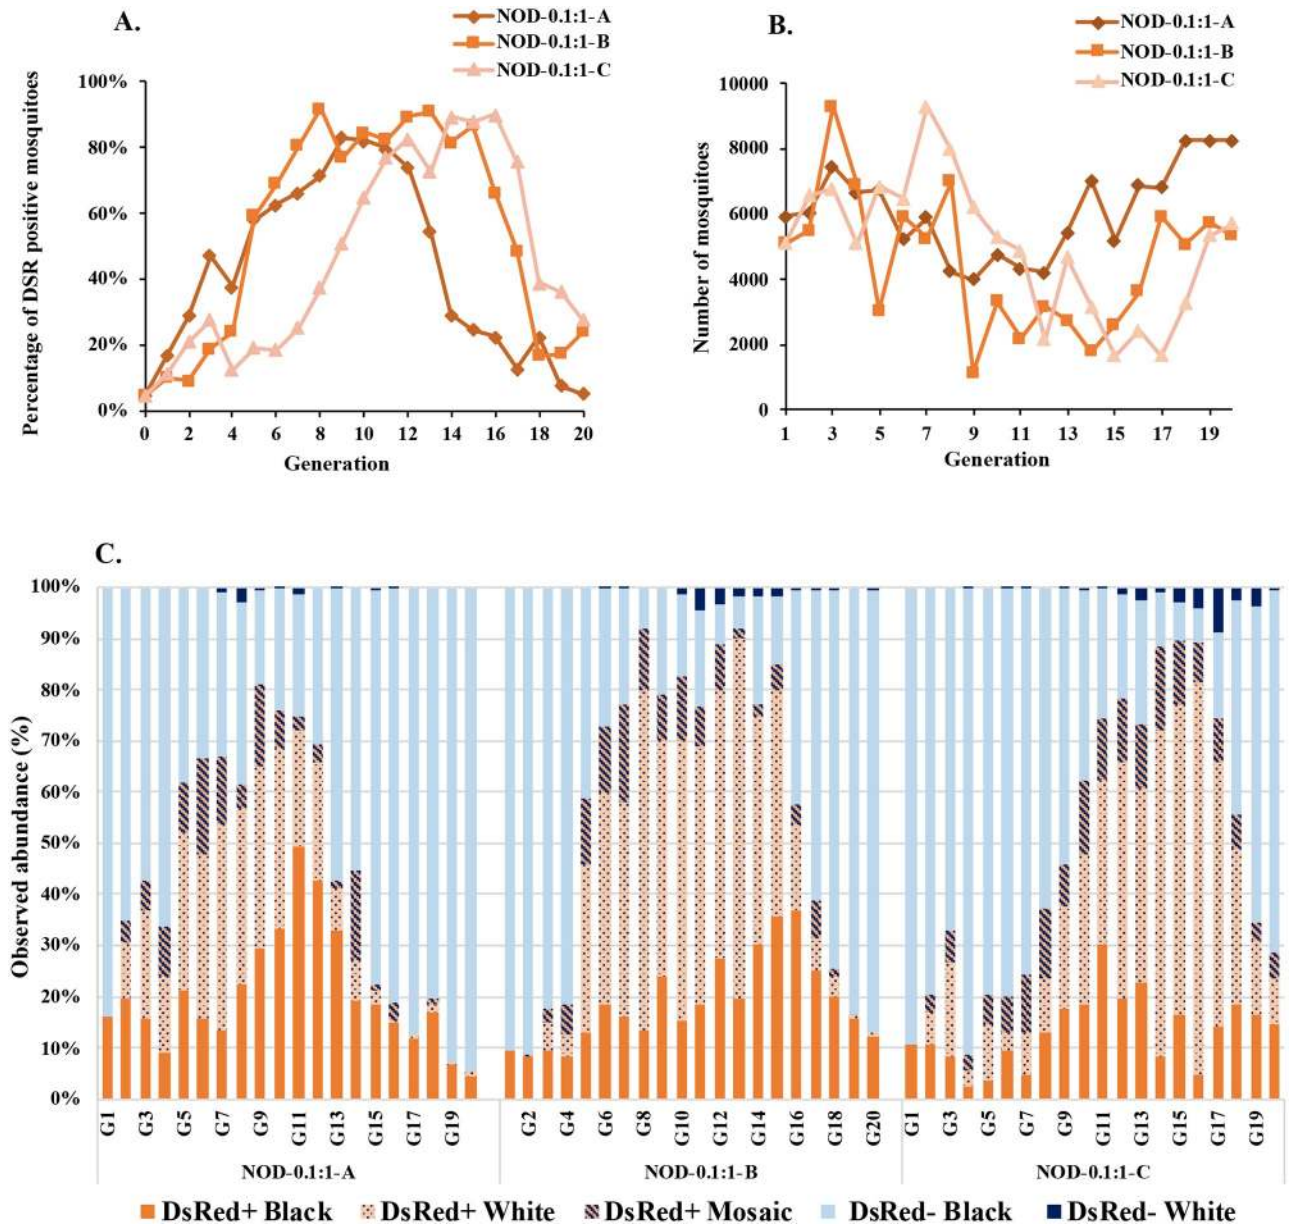 A.
NOD-0.1:1-A
NOD-0.1:1-B
NOD-0.1:1-C
Percentage of DSR positive mosquitoes
100%
80%
60%
40%
20%
0%
0 2 4 6 8 10 12 14 16 18 20
Generation
B.
NOD-0.1:1-A
NOD-0.1:1-B
NOD-0.1:1-C
Number of mosquitoes
10000
8000
6000
4000
2000
0
1 3 5 7 9 11 13 15 17 19
Generation
C.
Observed abundance (%)
100%
90%
80%
70%
60%
50%
40%
30%
20%
10%
0%
G1 G3 G5 G7 G9 G11 G13 G15 G17 G19 G2 G4 G6 G8 G10 G12 G14 G16 G18 G20 G1 G3 G5 G7 G9 G11 G13 G15 G17 G19
NOD-0.1:1-A NOD-0.1:1-B NOD-0.1:1-C
DsRed+ Black DsRed+ White DsRed+ Mosaic DsRed- Black DsRed- White